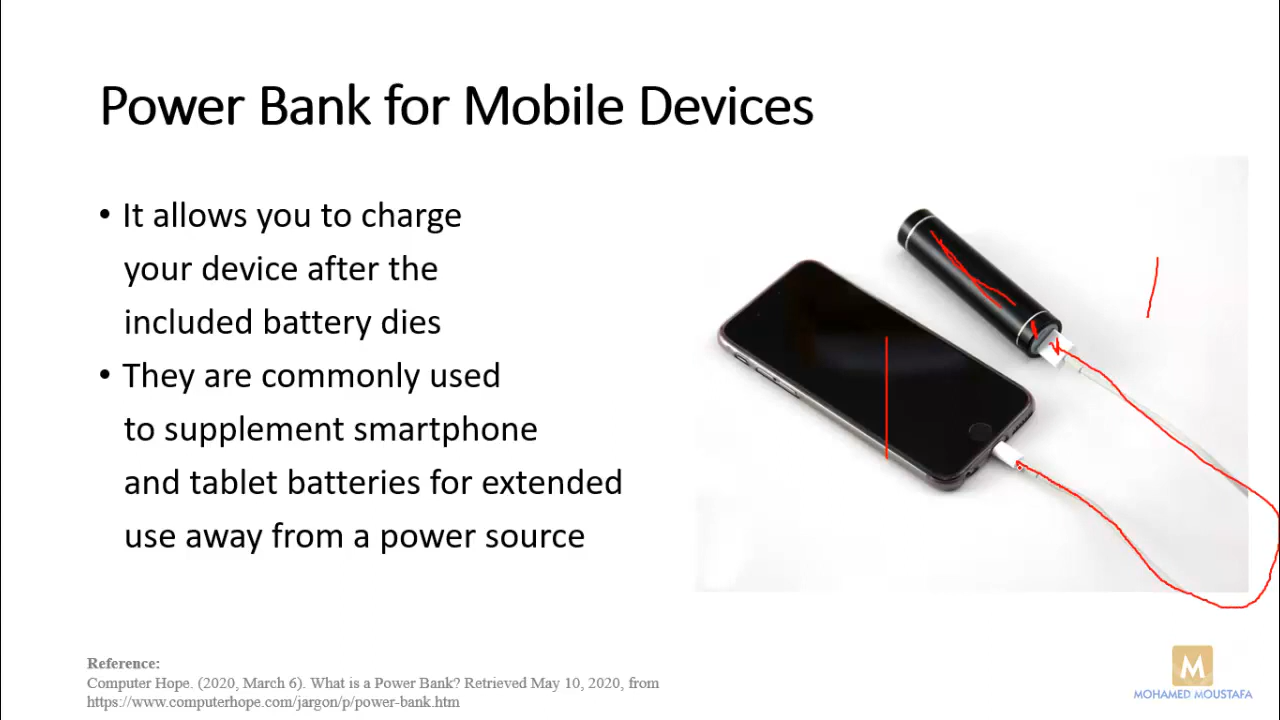 Power Bank for Mobile Devices
• It allows you to charge
your device after the
included battery dies
• They are commonly used
to supplement smartphone
and tablet batteries for extended
use away from a power source
Reference:
Computer Hope. (2020, March 6). What is a Power Bank? Retrieved May 10, 2020, from
https://www.computerhope.com/jargon/p/power-bank.htm
M
MOHAMED MOUSTAFA